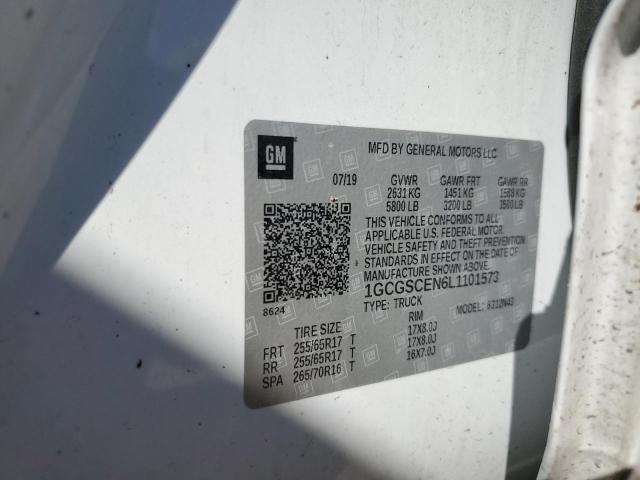 GM
MFD BY GENERAL MOTORS LLC
07/19 GVWR GAWR FRT GAWR RR
2631 KG 1451 KG 1588 KG
5800 LB 3200 LB 3500 LB
THIS VEHICLE CONFORMS TO ALL
APPLICABLE U.S. FEDERAL MOTOR
VEHICLE SAFETY AND THEFT PREVENTION
STANDARDS IN EFFECT ON THE DATE OF
MANUFACTURE SHOWN ABOVE.
1GCGSCEN6L1101573
8624 TYPE: TRUCK
TIRE SIZE RIM
FRT 255/65R17 T 17X8.0J
RR 255/65R17 T 17X8.0J
SPA 265/70R16 T 16X7.0J